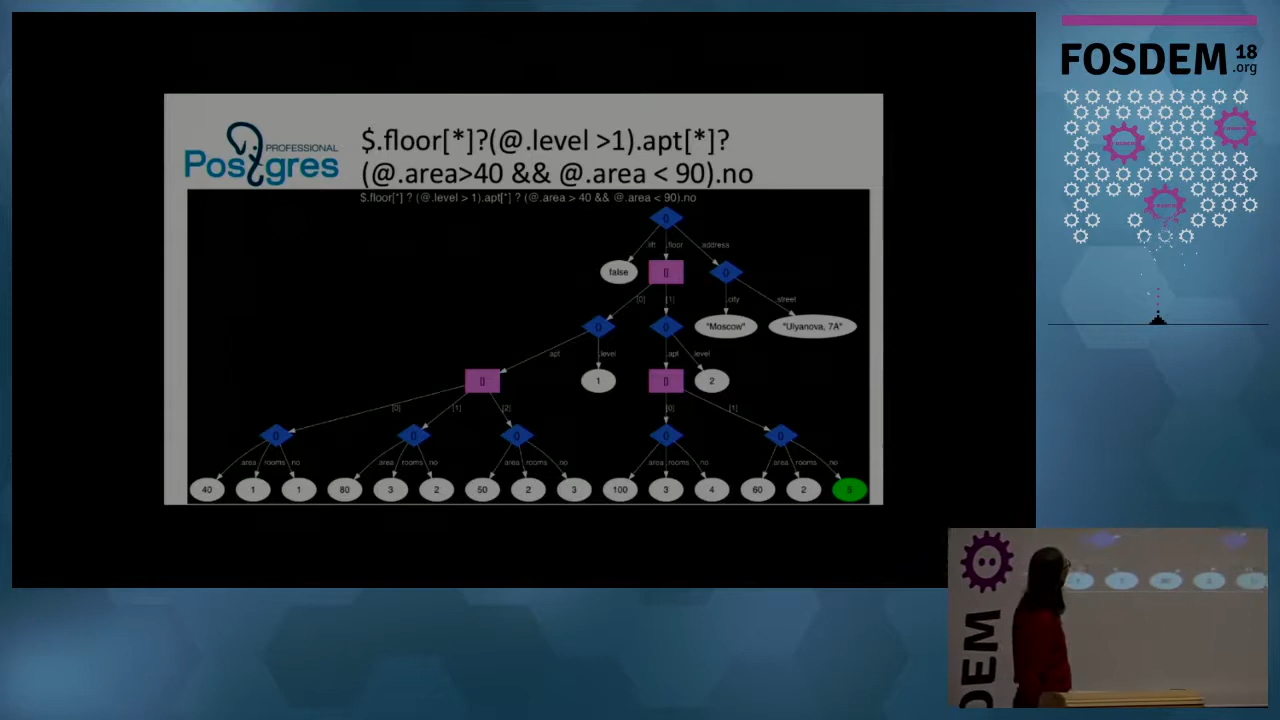 FOSDEM 18
.org
PROFESSIONAL
Postgres
$.floor[*]?(@.level >1).apt[*]?
(@.area>40 && @.area < 90).no
$.floor[*] ? (@.level > 1).apt[*] ? (@.area > 40 && @.area < 90).no
{}
.lift .floor .address
false [] {}
[0] [1] .city .street
{} {} "Moscow" "Ulyanova, 7A"
.apt .level .apt .level
[] 1 [] 2
[0] [1] [2] [0] [1]
{} {} {} {} {}
.area .rooms .no .area .rooms .no .area .rooms .no .area .rooms .no .area .rooms .no
40 1 1 80 3 2 50 2 3 100 3 4 60 2 5
FOSDEM